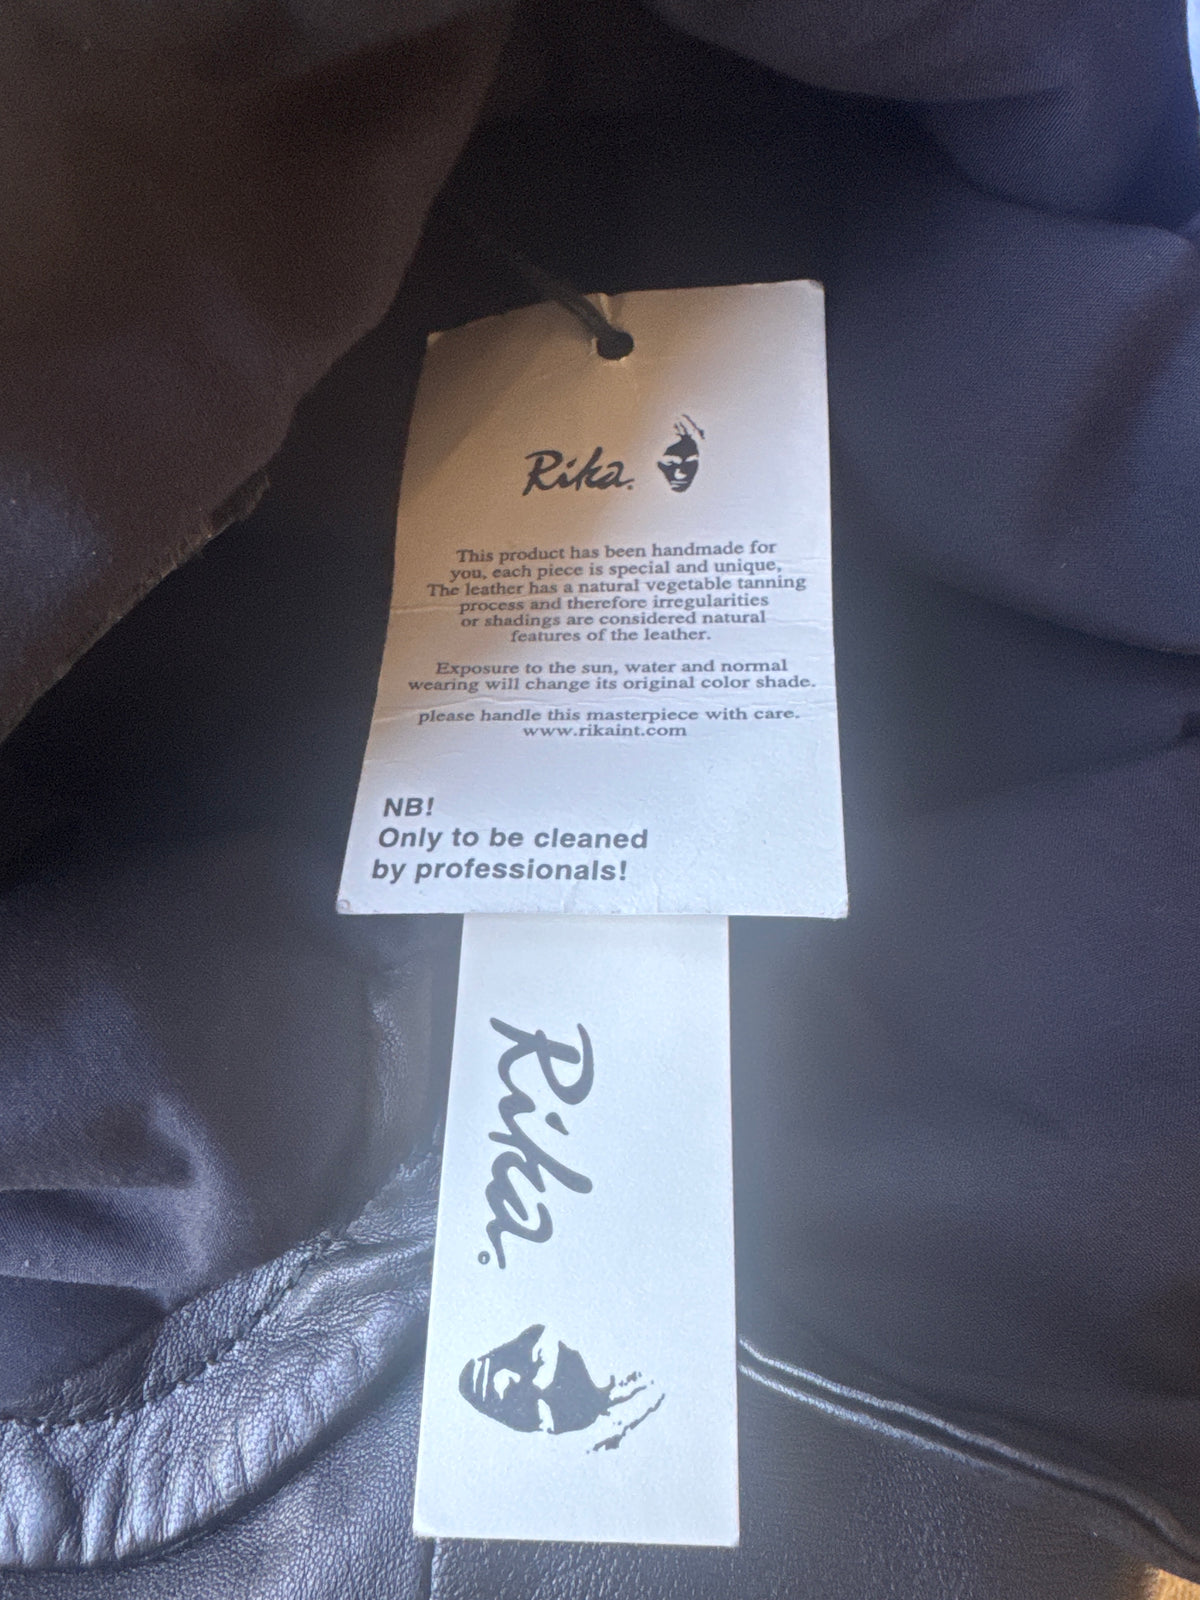 Rika.
This product has been handmade for
you, each piece is special and unique,
The leather has a natural vegetable tanning
process and therefore irregularities
or shadings are considered natural
features of the leather.
Exposure to the sun, water and normal
wearing will change its original color shade.
please handle this masterpiece with care.
www.rikaint.com
NB!
Only to be cleaned
by professionals!
Rika.